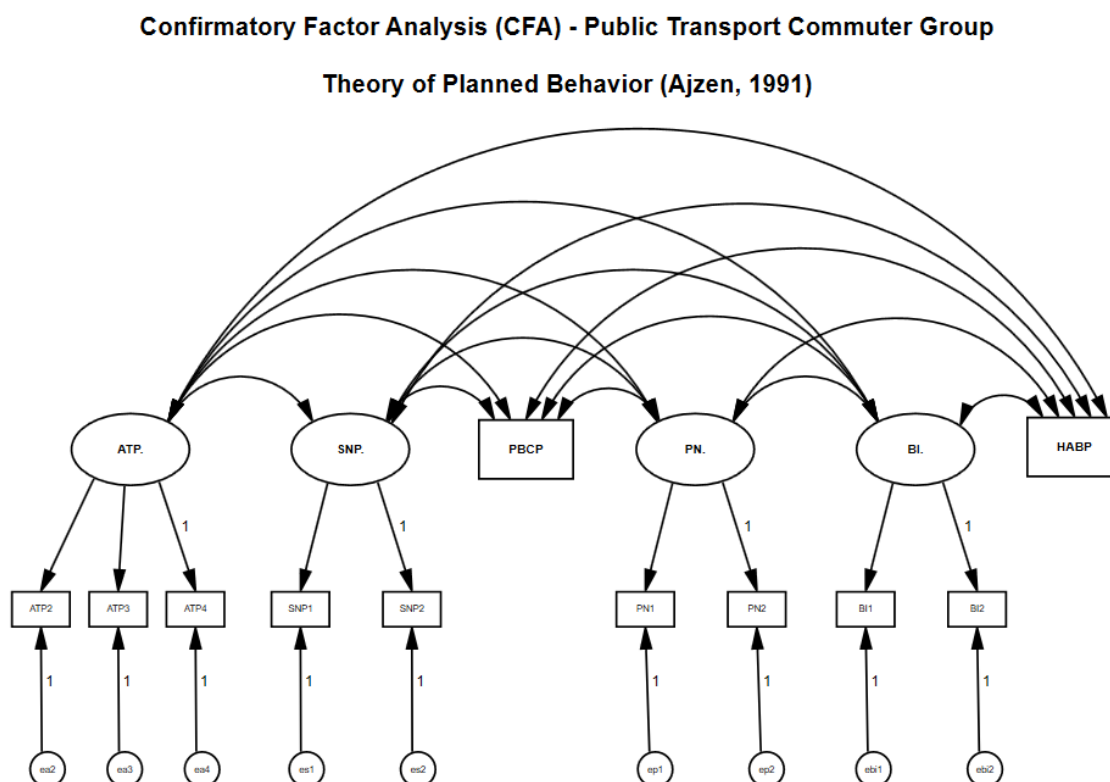 Confirmatory Factor Analysis (CFA) - Public Transport Commuter Group
Theory of Planned Behavior (Ajzen, 1991)
ATP.
SNP.
PBCP
PN.
BI.
HABP
1
1
1
1
ATP2
ATP3
ATP4
SNP1
SNP2
PN1
PN2
BI1
BI2
1
1
1
1
1
1
1
1
1
ea2
ea3
ea4
es1
es2
ep1
ep2
ebi1
ebi2